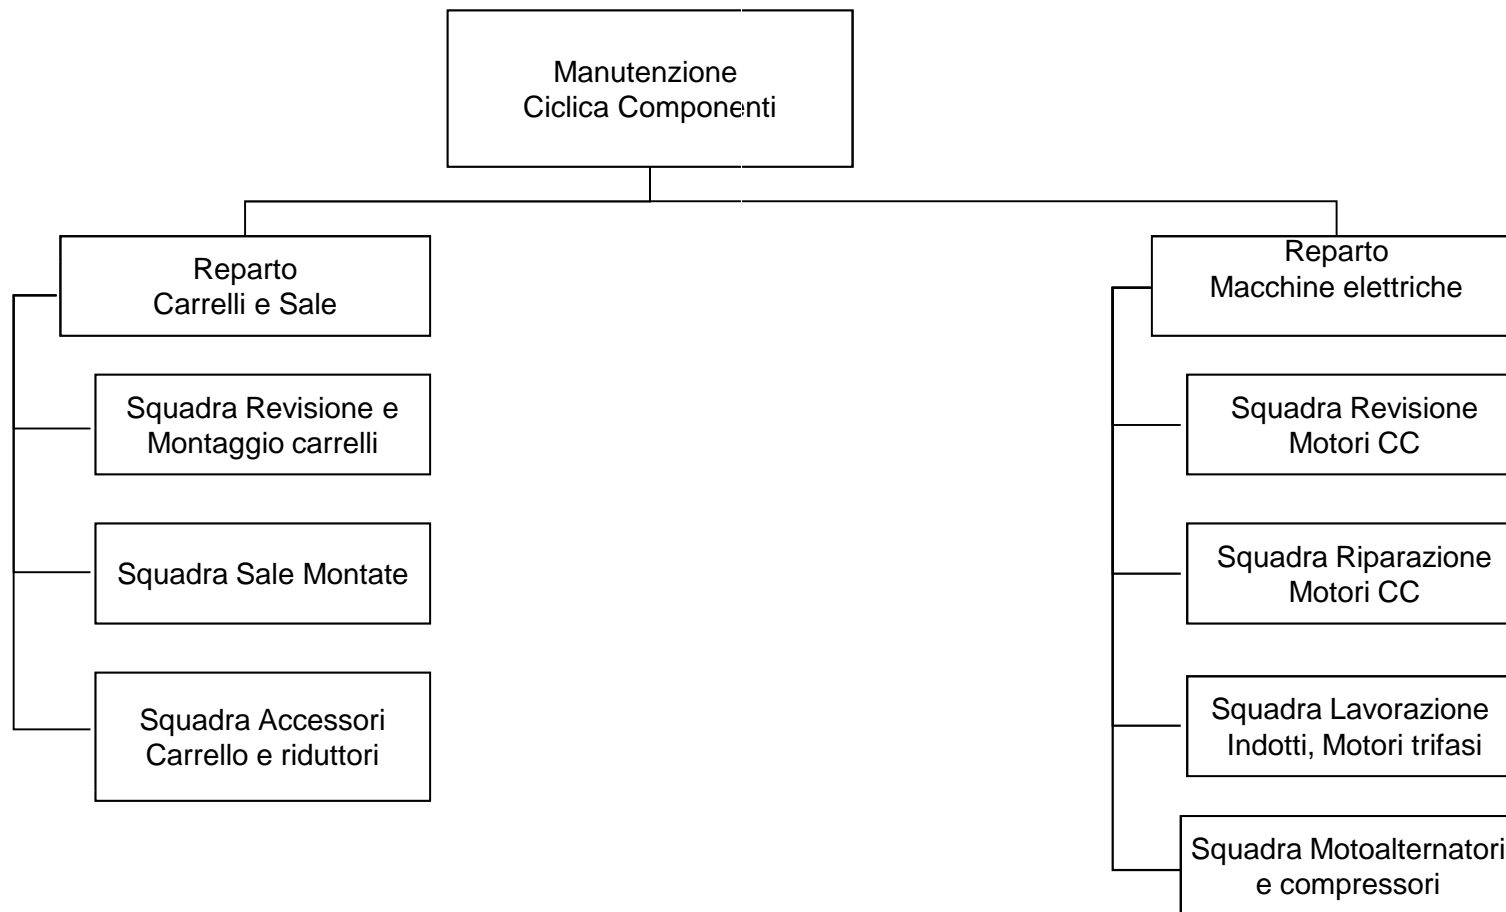 Manutenzione
Ciclica Componenti
Reparto
Carrelli e Sale
Squadra Revisione e
Montaggio carrelli
Squadra Sale Montate
Squadra Accessori
Carrello e riduttori
Reparto
Macchine elettriche
Squadra Revisione
Motori CC
Squadra Riparazione
Motori CC
Squadra Lavorazione
Indotti, Motori trifasi
Squadra Motoalternatori
e compressori